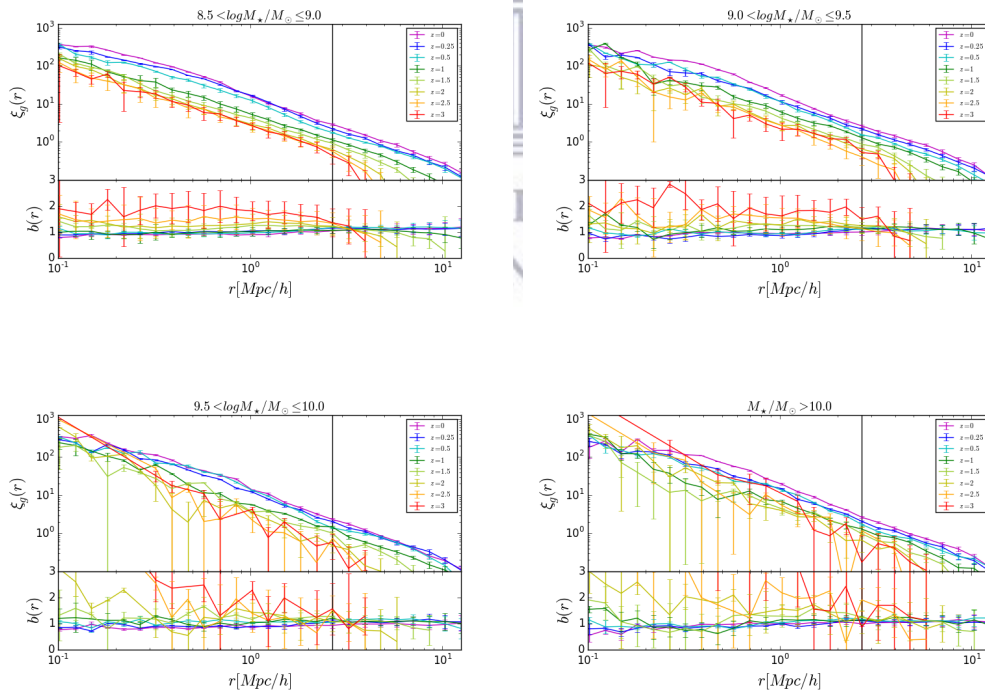 8.5 < logM⋆/M⊙ ≤ 9.0
10³
10²
10¹
10⁰
ξg(r)
z=0
z=0.25
z=0.5
z=1
z=1.5
z=2
z=2.5
z=3
3
2
1
0
b(r)
10⁻¹
10⁰
10¹
r[Mpc/h]
9.0 < logM⋆/M⊙ ≤ 9.5
10³
10²
10¹
10⁰
ξg(r)
z=0
z=0.25
z=0.5
z=1
z=1.5
z=2
z=2.5
z=3
3
2
1
0
b(r)
10⁻¹
10⁰
10¹
r[Mpc/h]
9.5 < logM⋆/M⊙ ≤ 10.0
10³
10²
10¹
10⁰
ξg(r)
z=0
z=0.25
z=0.5
z=1
z=1.5
z=2
z=2.5
z=3
3
2
1
0
b(r)
10⁻¹
10⁰
10¹
r[Mpc/h]
M⋆/M⊙ > 10.0
10³
10²
10¹
10⁰
ξg(r)
z=0
z=0.25
z=0.5
z=1
z=1.5
z=2
z=2.5
z=3
3
2
1
0
b(r)
10⁻¹
10⁰
10¹
r[Mpc/h]